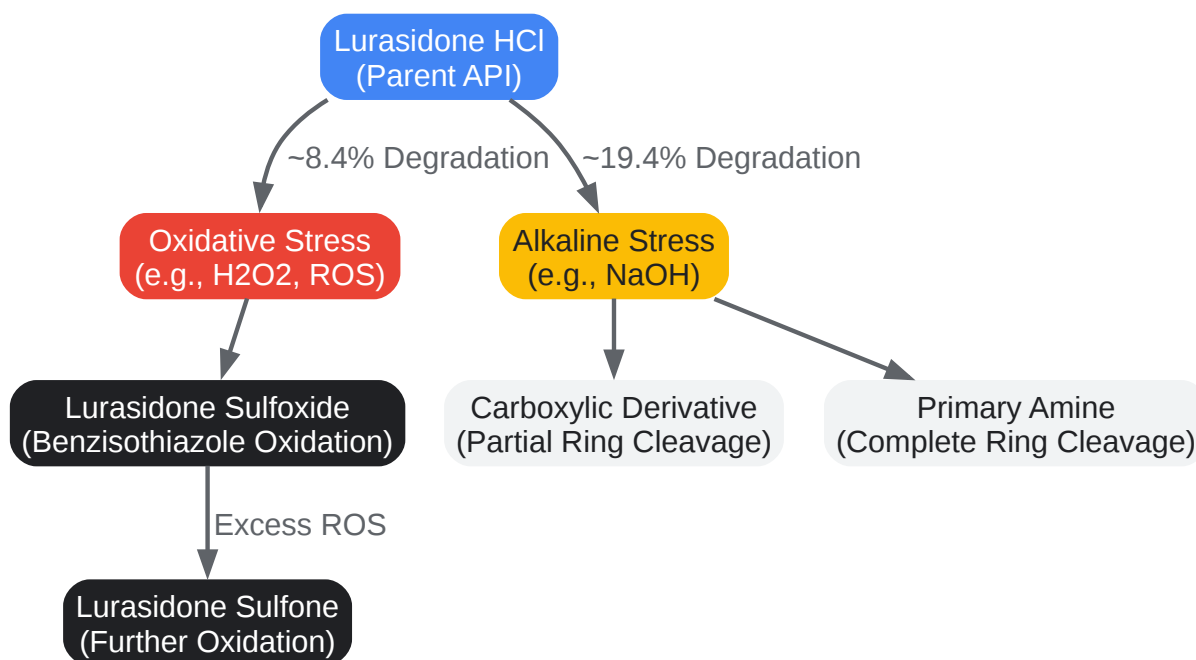 Lurasidone HCl
(Parent API)
~8.4% Degradation
~19.4% Degradation
Oxidative Stress
(e.g., H2O2, ROS)
Alkaline Stress
(e.g., NaOH)
Lurasidone Sulfoxide
(Benzisothiazole Oxidation)
Carboxylic Derivative
(Partial Ring Cleavage)
Primary Amine
(Complete Ring Cleavage)
Excess ROS
Lurasidone Sulfone
(Further Oxidation)